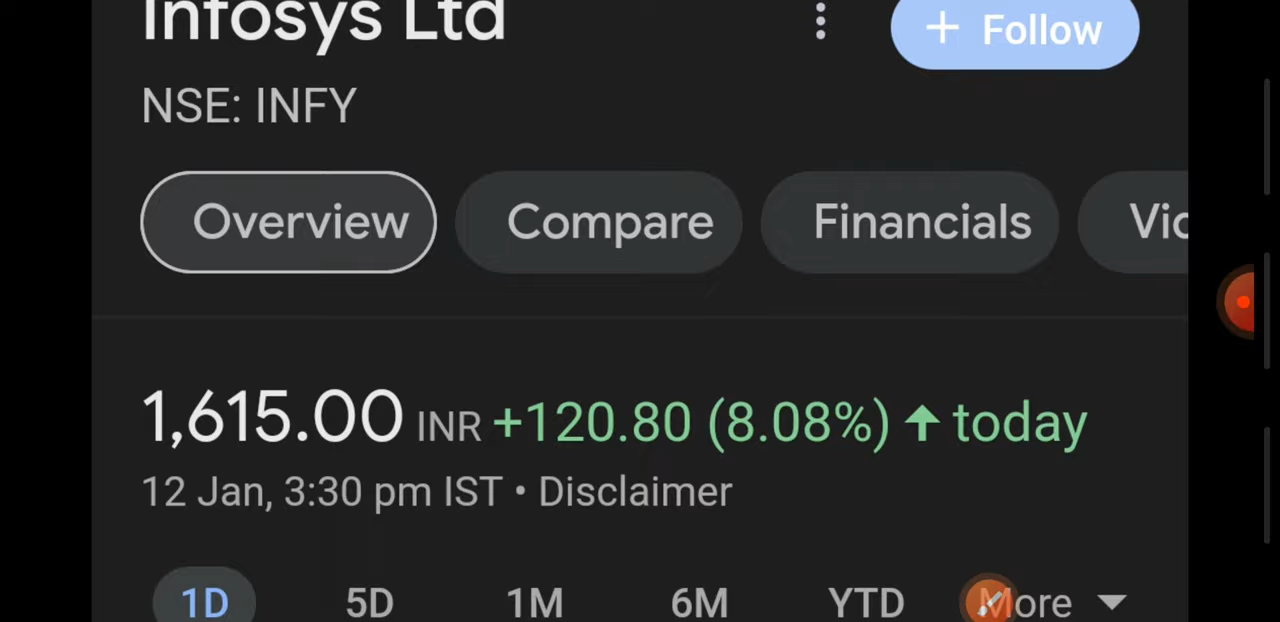 Infosys Ltd
+ Follow
NSE: INFY
Overview Compare Financials Vic
1,615.00 INR +120.80 (8.08%) ↑ today
12 Jan, 3:30 pm IST • Disclaimer
1D 5D 1M 6M YTD More